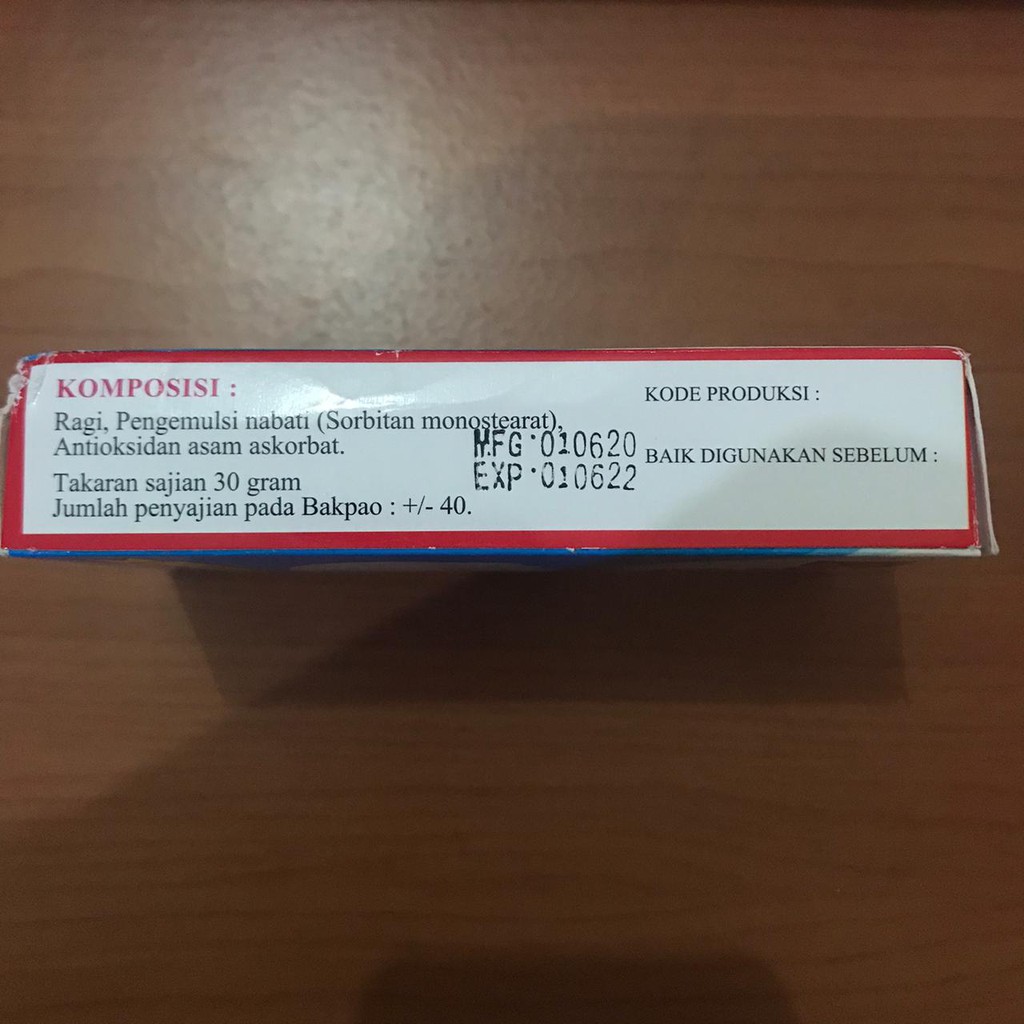 KOMPOSISI :
Ragi, Pengemulsi nabati (Sorbitan monostearat),
Antioksidan asam askorbat.
Takaran sajian 30 gram
Jumlah penyajian pada Bakpao : +/- 40.
MFG·010620
EXP·010622
KODE PRODUKSI :
BAIK DIGUNAKAN SEBELUM :